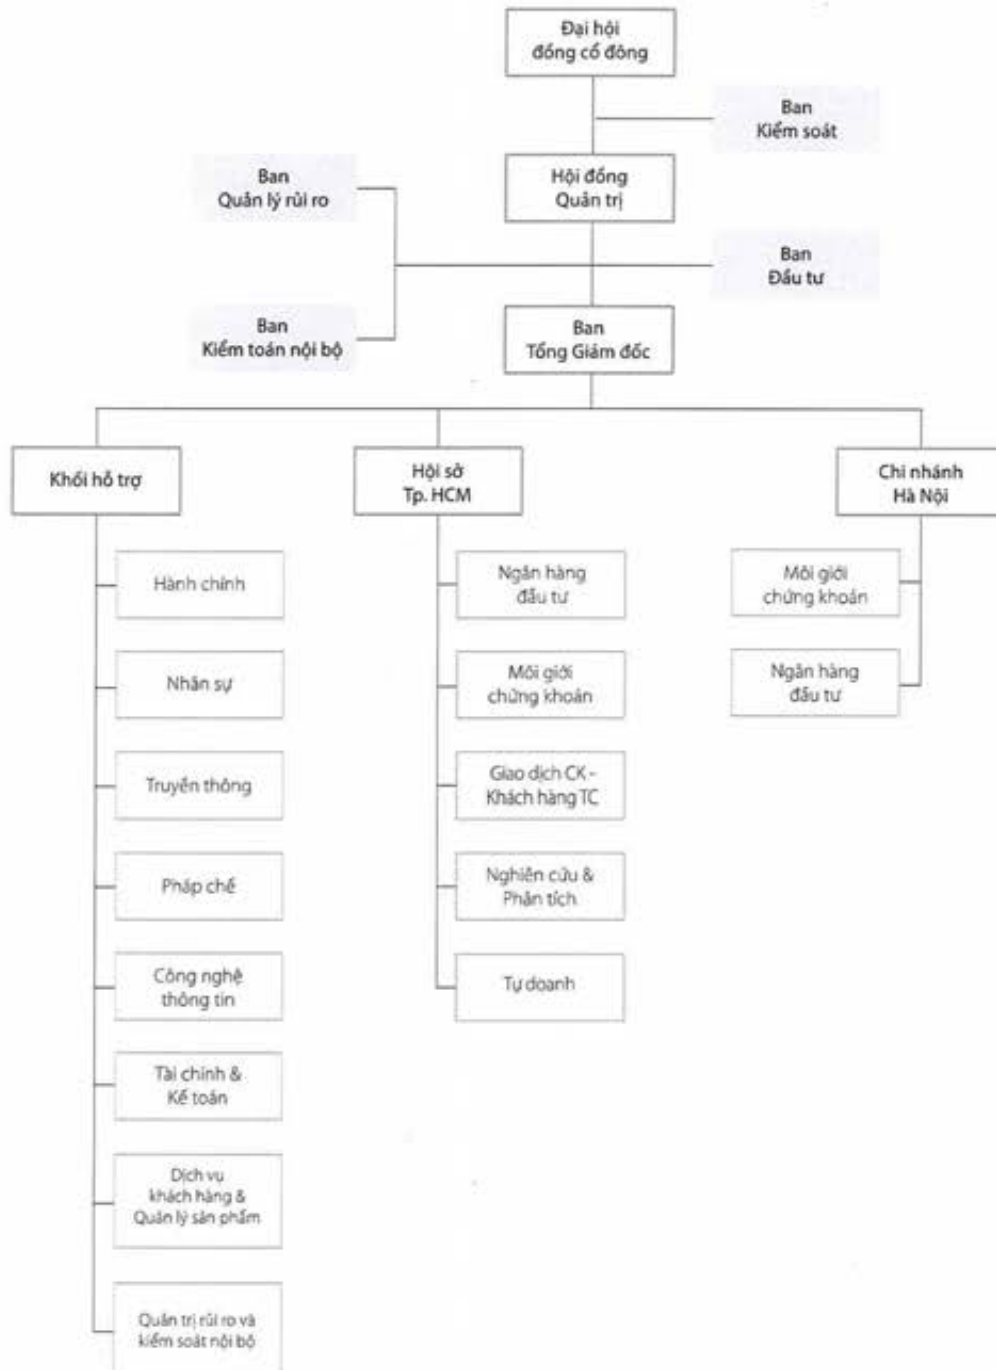 Đại hội
đồng cổ đông
Ban
Kiểm soát
Ban
Quản lý rủi ro
Hội đồng
Quản trị
Ban
Đầu tư
Ban
Kiểm toán nội bộ
Ban
Tổng Giám đốc
Khối hỗ trợ
Hội sở
Tp. HCM
Chi nhánh
Hà Nội
Hành chính
Nhân sự
Truyền thông
Pháp chế
Công nghệ
thông tin
Tài chính &
Kế toán
Dịch vụ
khách hàng &
Quản lý sản phẩm
Quản trị rủi ro và
kiểm soát nội bộ
Ngân hàng
đầu tư
Môi giới
chứng khoán
Giao dịch CK -
Khách hàng TC
Nghiên cứu &
Phân tích
Tự doanh
Môi giới
chứng khoán
Ngân hàng
đầu tư